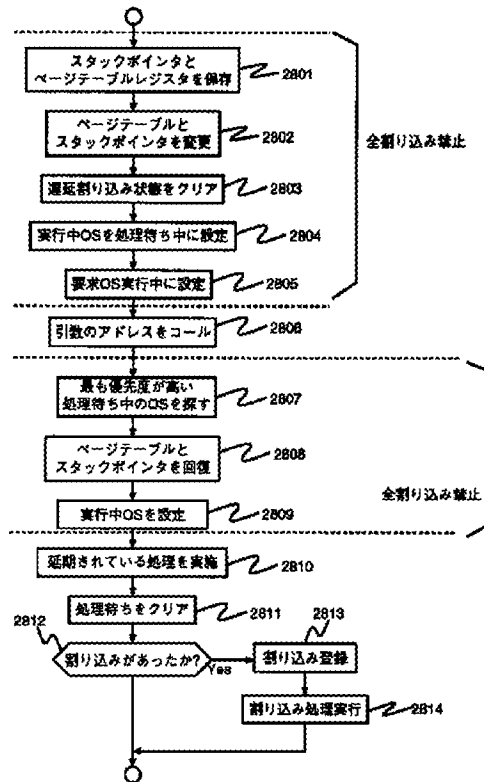 スタックポインタと
ページテーブルレジスタを保存
2801
ページテーブルと
スタックポインタを変更
2802
全割り込み禁止
遅延割り込み状態をクリア
2803
実行中OSを処理待ち中に設定
2804
要求OS実行中に設定
2805
引数のアドレスをコール
2806
最も優先度が高い
処理待ち中のOSを探す
2807
ページテーブルと
スタックポインタを回復
2808
全割り込み禁止
実行中OSを設定
2809
延期されている処理を実施
2810
処理待ちをクリア
2811
2812
2813
割り込みがあったか?
Yes
割り込み登録
割り込み処理実行
2814